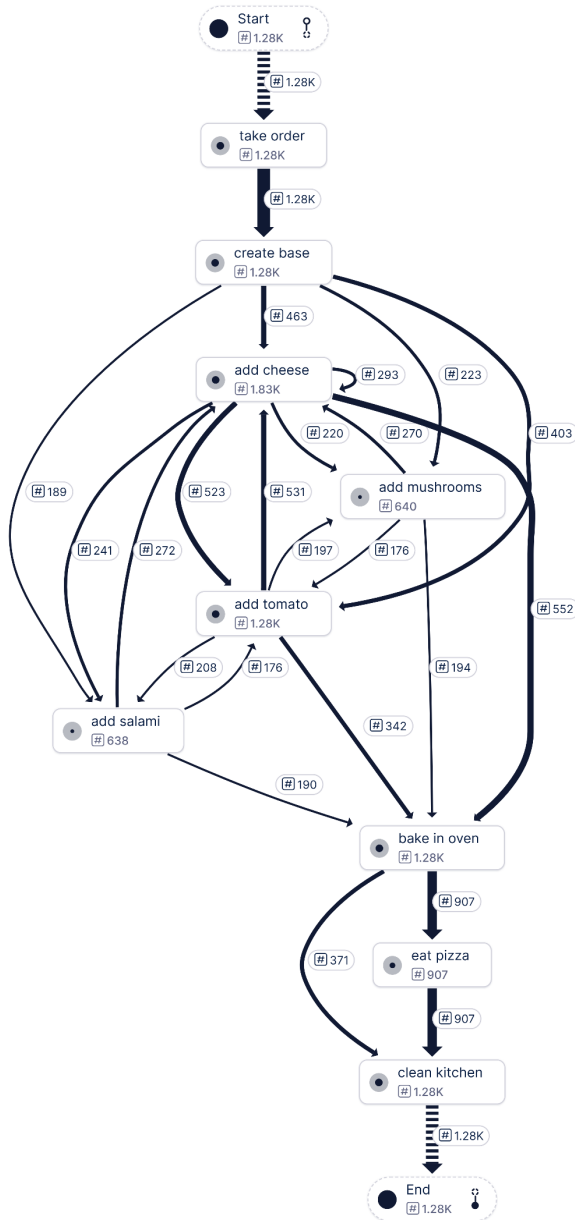 Start
# 1.28K
# 1.28K
take order
# 1.28K
# 1.28K
create base
# 1.28K
# 463
add cheese
# 1.83K
# 293
# 223
# 220
# 270
# 403
# 189
# 523
# 531
add mushrooms
# 640
# 241
# 272
# 197
# 176
add tomato
# 1.28K
# 552
# 208
# 176
# 194
add salami
# 638
# 342
# 190
bake in oven
# 1.28K
# 907
# 371
eat pizza
# 907
# 907
clean kitchen
# 1.28K
# 1.28K
End
# 1.28K